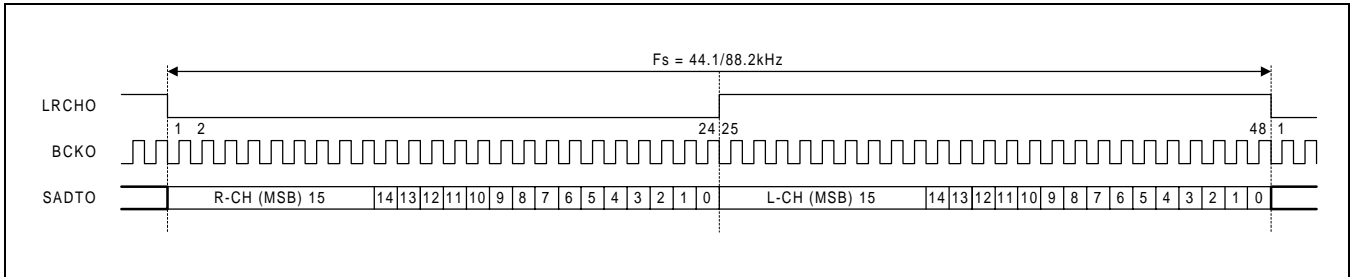 Fs = 44.1/88.2kHz
LRCHO
1 2 24 25 48 1
BCKO
SADTO R-CH (MSB) 15 14 13 12 11 10 9 8 7 6 5 4 3 2 1 0 L-CH (MSB) 15 14 13 12 11 10 9 8 7 6 5 4 3 2 1 0